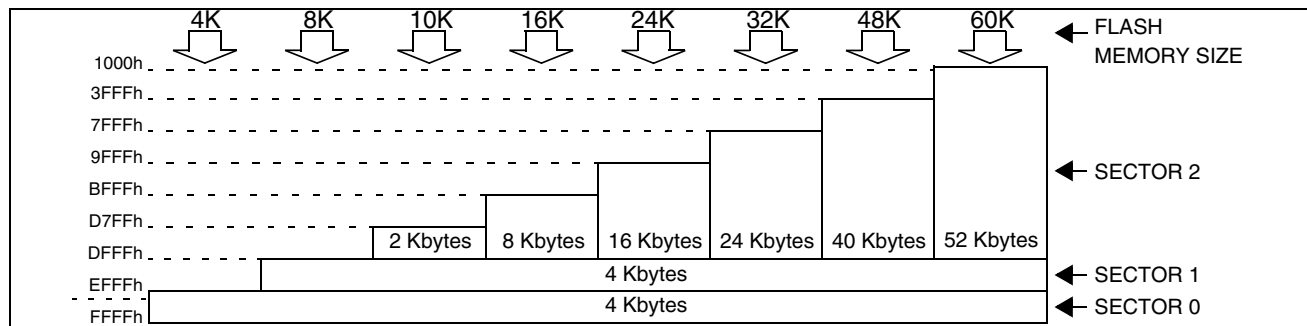 4K 8K 10K 16K 24K 32K 48K 60K
FLASH
MEMORY SIZE
1000h
3FFFh
7FFFh
9FFFh
SECTOR 2
BFFFh
D7FFh
2 Kbytes 8 Kbytes 16 Kbytes 24 Kbytes 40 Kbytes 52 Kbytes
DFFFh
4 Kbytes
SECTOR 1
EFFFh
4 Kbytes
SECTOR 0
FFFFh